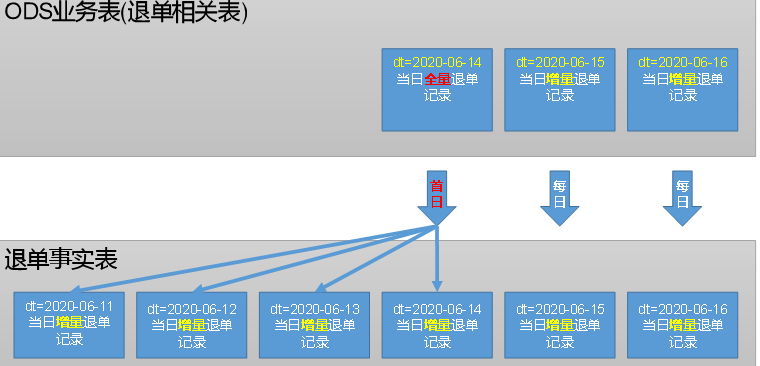 ODS业务表(退单相关表)
dt=2020-06-14
当日全量退单
记录
dt=2020-06-15
当日增量退单
记录
dt=2020-06-16
当日增量退单
记录
首
日
每
日
每
日
退单事实表
dt=2020-06-11
当日增量退单
记录
dt=2020-06-12
当日增量退单
记录
dt=2020-06-13
当日增量退单
记录
dt=2020-06-14
当日增量退单
记录
dt=2020-06-15
当日增量退单
记录
dt=2020-06-16
当日增量退单
记录